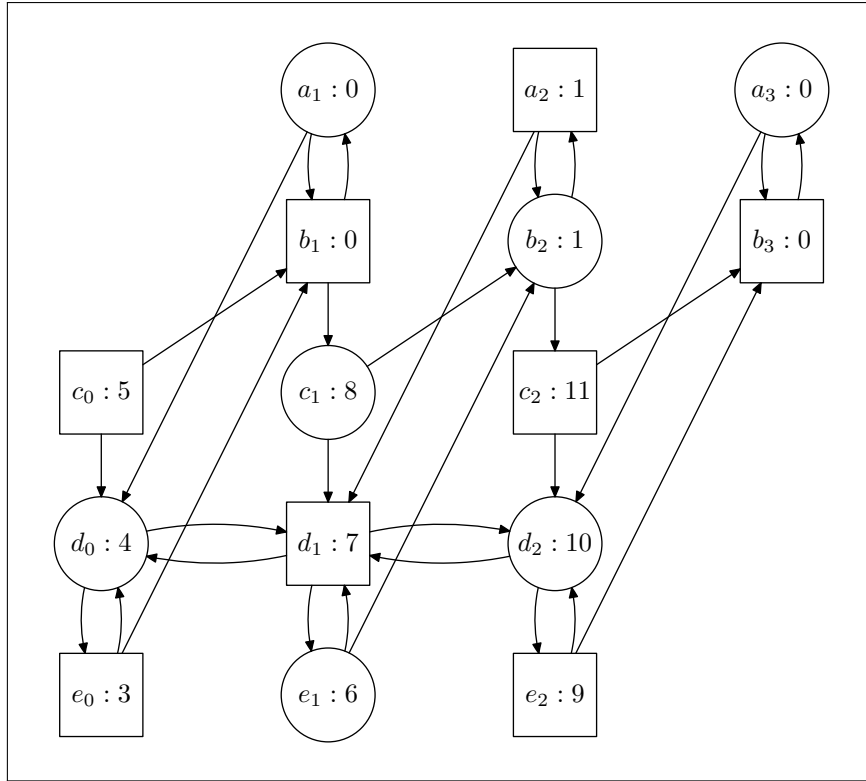 a₁ : 0 a₂ : 1 a₃ : 0
b₁ : 0 b₂ : 1 b₃ : 0
c₀ : 5 c₁ : 8 c₂ : 11
d₀ : 4 d₁ : 7 d₂ : 10
e₀ : 3 e₁ : 6 e₂ : 9